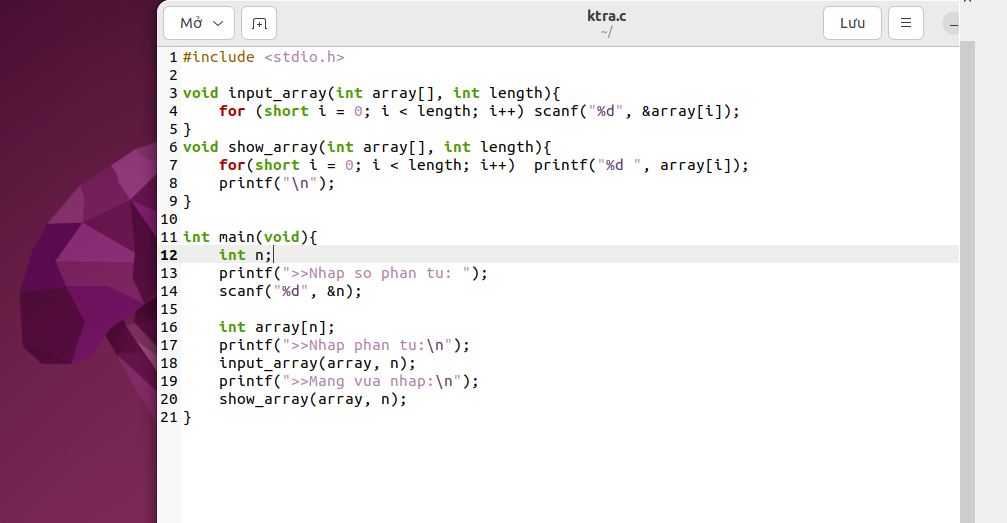 Mở
ktra.c
~/
Lưu
1 #include <stdio.h>
2
3 void input_array(int array[], int length){
4     for (short i = 0; i < length; i++) scanf("%d", &array[i]);
5 }
6 void show_array(int array[], int length){
7     for(short i = 0; i < length; i++)  printf("%d ", array[i]);
8     printf("\n");
9 }
10
11 int main(void){
12     int n;
13     printf(">>Nhap so phan tu: ");
14     scanf("%d", &n);
15
16     int array[n];
17     printf(">>Nhap phan tu:\n");
18     input_array(array, n);
19     printf(">>Mang vua nhap:\n");
20     show_array(array, n);
21 }